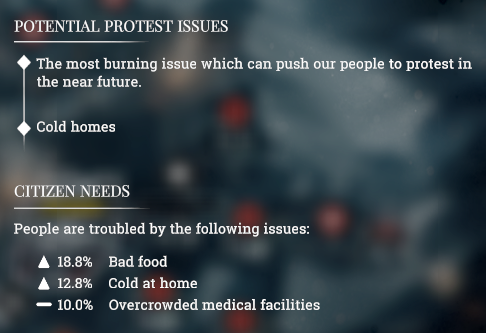 POTENTIAL PROTEST ISSUES
The most burning issue which can push our people to protest in
the near future.
Cold homes
CITIZEN NEEDS
People are troubled by the following issues:
18.8% Bad food
12.8% Cold at home
10.0% Overcrowded medical facilities